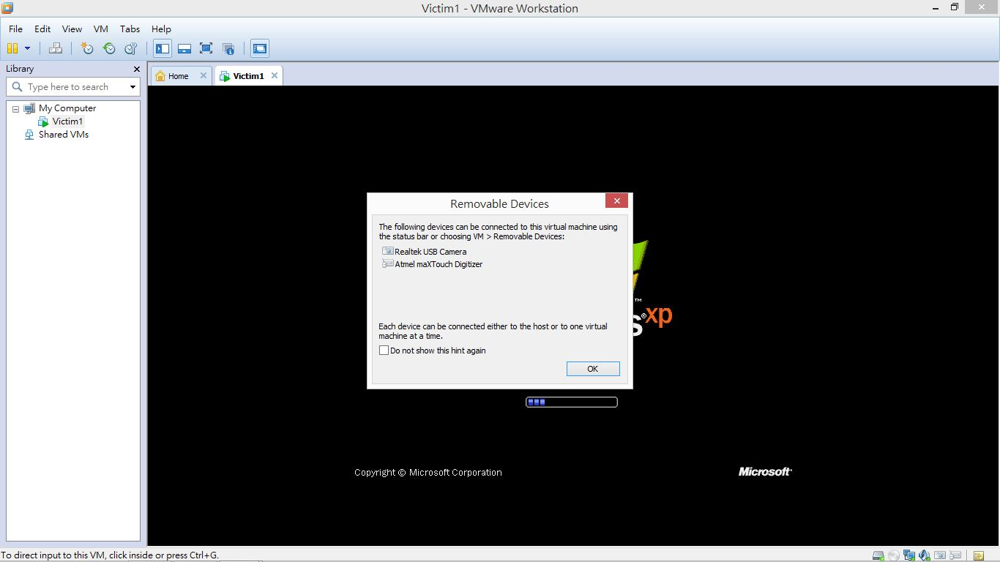 Victim1 - VMware Workstation
File Edit View VM Tabs Help
Library
Home
Victim1
Type here to search
My Computer
Victim1
Shared VMs
Removable Devices
The following devices can be connected to this virtual machine using
the status bar or choosing VM > Removable Devices:
Realtek USB Camera
Atmel maXTouch Digitizer
Each device can be connected either to the host or to one virtual
machine at a time.
Do not show this hint again
OK
™
s®xp
Copyright © Microsoft Corporation
Microsoft®
To direct input to this VM, click inside or press Ctrl+G.